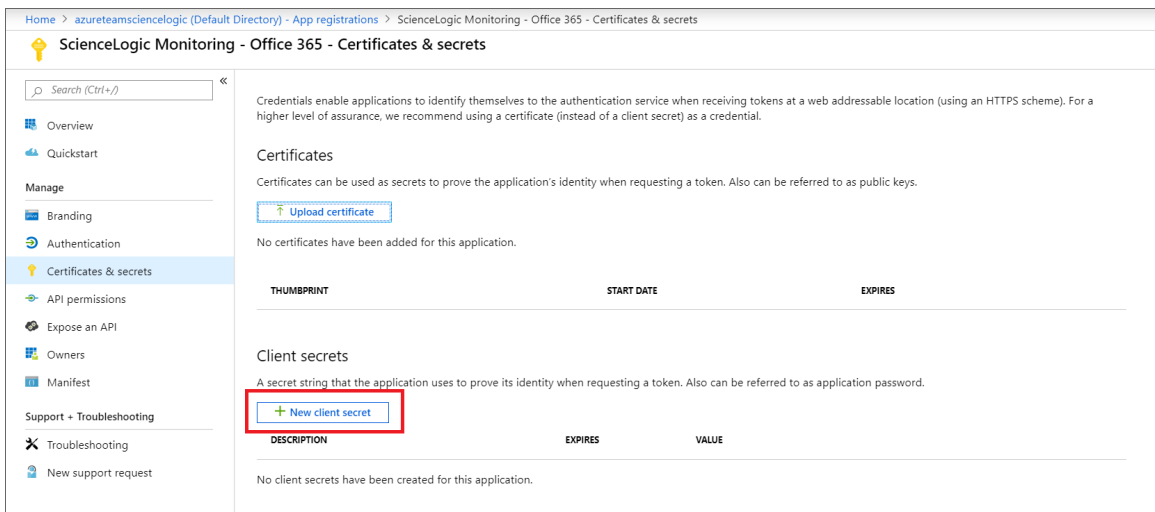 Home > azureteamsciencelogic (Default Directory) - App registrations > ScienceLogic Monitoring - Office 365 - Certificates & secrets
ScienceLogic Monitoring - Office 365 - Certificates & secrets
Search (Ctrl+/)
«
Overview
Quickstart
Manage
Branding
Authentication
Certificates & secrets
API permissions
Expose an API
Owners
Manifest
Support + Troubleshooting
Troubleshooting
New support request
Credentials enable applications to identify themselves to the authentication service when receiving tokens at a web addressable location (using an HTTPS scheme). For a
higher level of assurance, we recommend using a certificate (instead of a client secret) as a credential.
Certificates
Certificates can be used as secrets to prove the application's identity when requesting a token. Also can be referred to as public keys.
Upload certificate
No certificates have been added for this application.
THUMBPRINT START DATE EXPIRES
Client secrets
A secret string that the application uses to prove its identity when requesting a token. Also can be referred to as application password.
New client secret
DESCRIPTION EXPIRES VALUE
No client secrets have been created for this application.